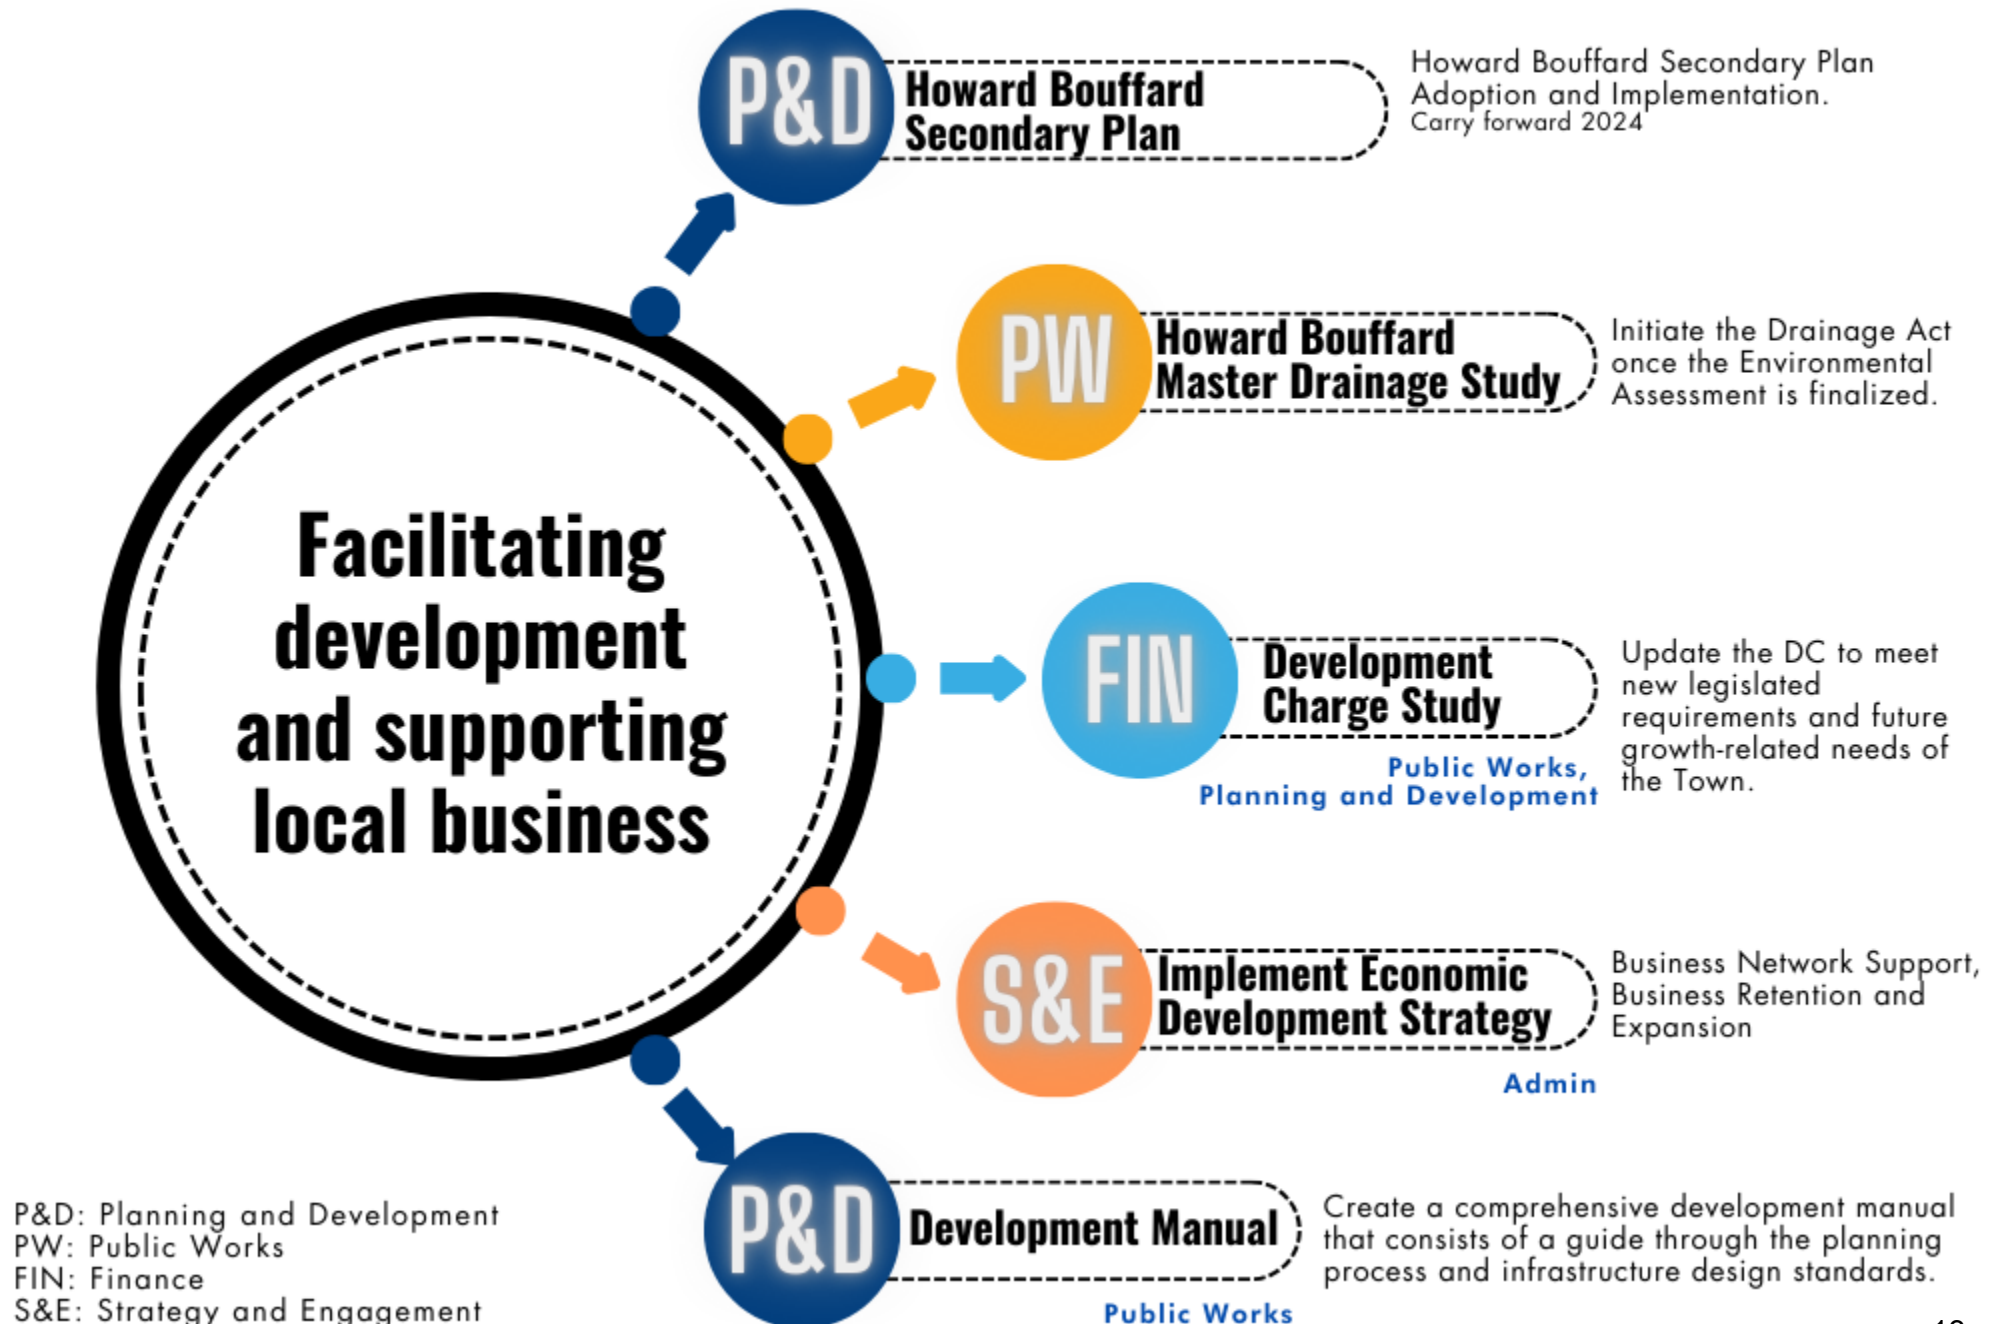 P&D
Howard Bouffard
Secondary Plan
Howard Bouffard Secondary Plan
Adoption and Implementation.
Carry forward 2024
PW
Howard Bouffard
Master Drainage Study
Initiate the Drainage Act
once the Environmental
Assessment is finalized.
Facilitating
development
and supporting
local business
FIN
Development
Charge Study
Public Works,
Planning and Development
Update the DC to meet
new legislated
requirements and future
growth-related needs of
the Town.
S&E
Implement Economic
Development Strategy
Admin
Business Network Support,
Business Retention and
Expansion
P&D
Development Manual
Public Works
Create a comprehensive development manual
that consists of a guide through the planning
process and infrastructure design standards.
P&D: Planning and Development
PW: Public Works
FIN: Finance
S&E: Strategy and Engagement